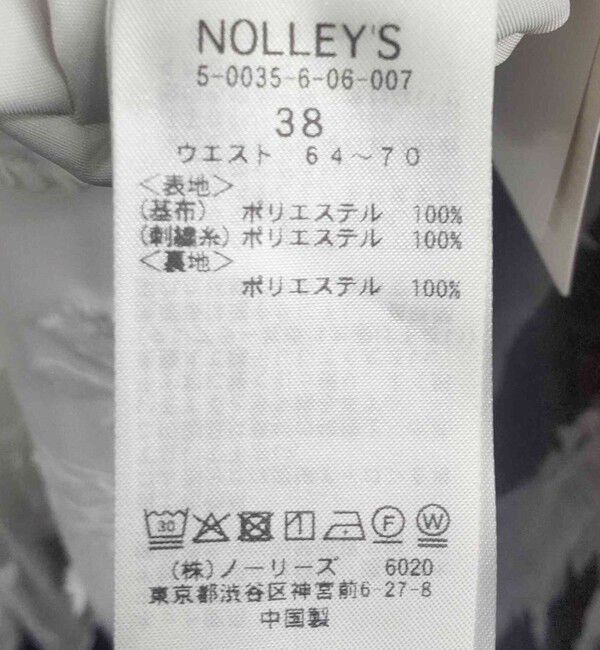 NOLLEY'S
5-0035-6-06-007
38
ウエスト 64～70
＜表地＞
(基布) ポリエステル 100%
(刺繍糸) ポリエステル 100%
＜裏地＞
ポリエステル 100%
30 F W
(株)ノーリーズ 6020
東京都渋谷区神宮前6-27-8
中国製